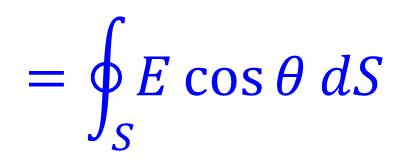 = ∮_S E cos θ dS